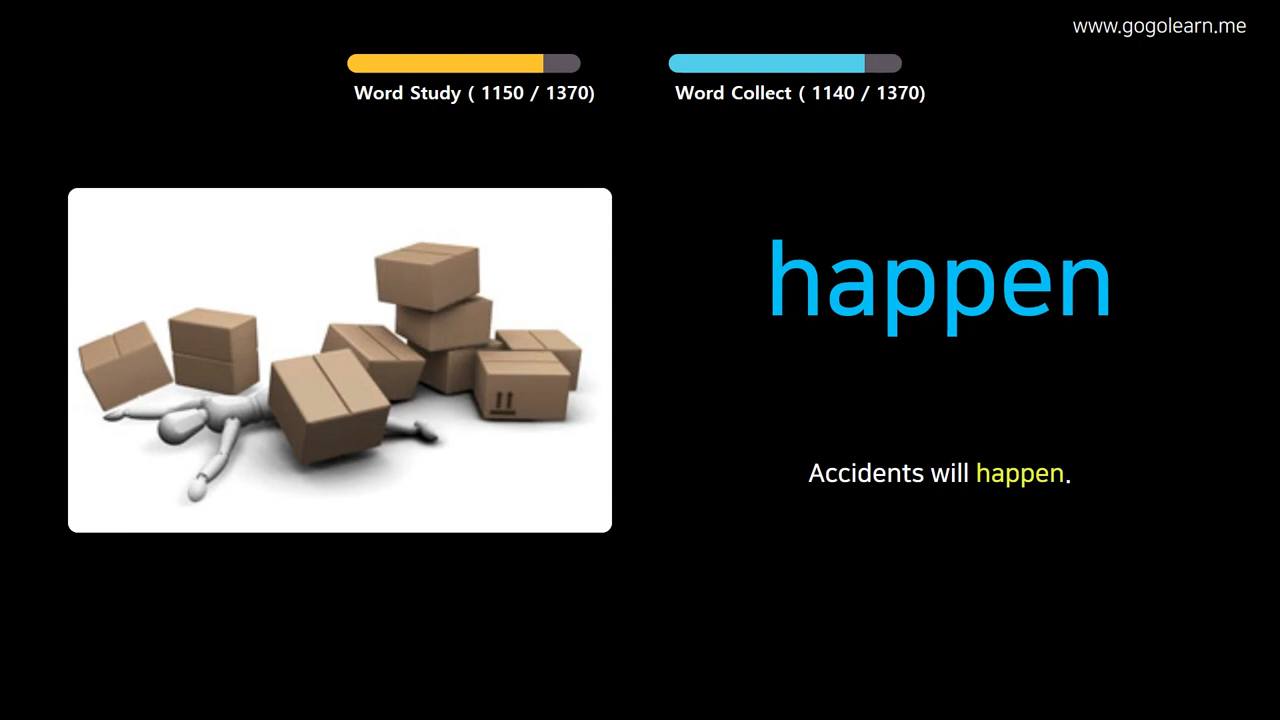 www.gogolearn.me
Word Study ( 1150 / 1370)
Word Collect ( 1140 / 1370)
happen
Accidents will happen.